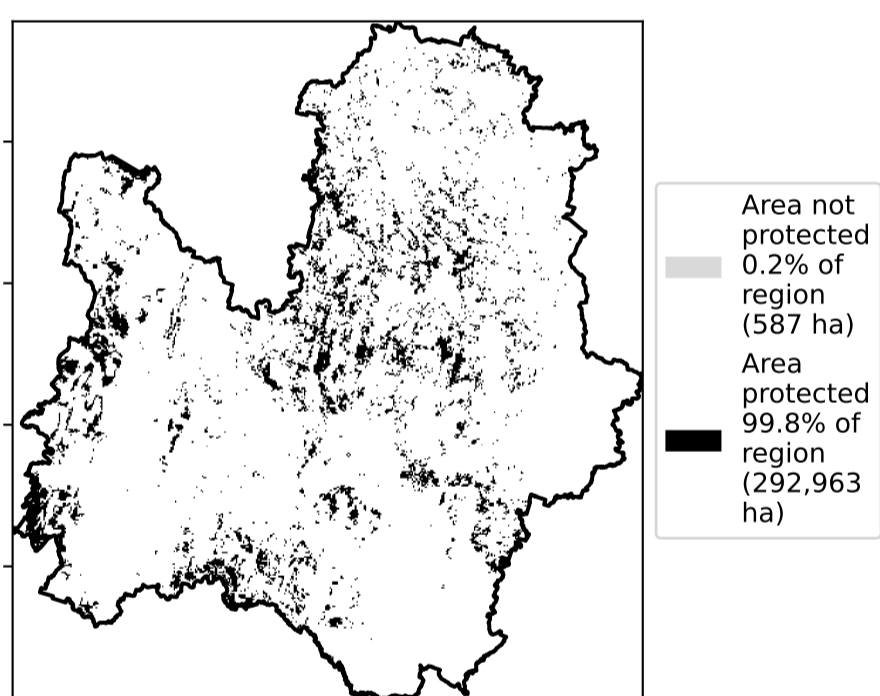 Area not
protected
0.2% of
region
(587 ha)
Area
protected
99.8% of
region
(292,963
ha)